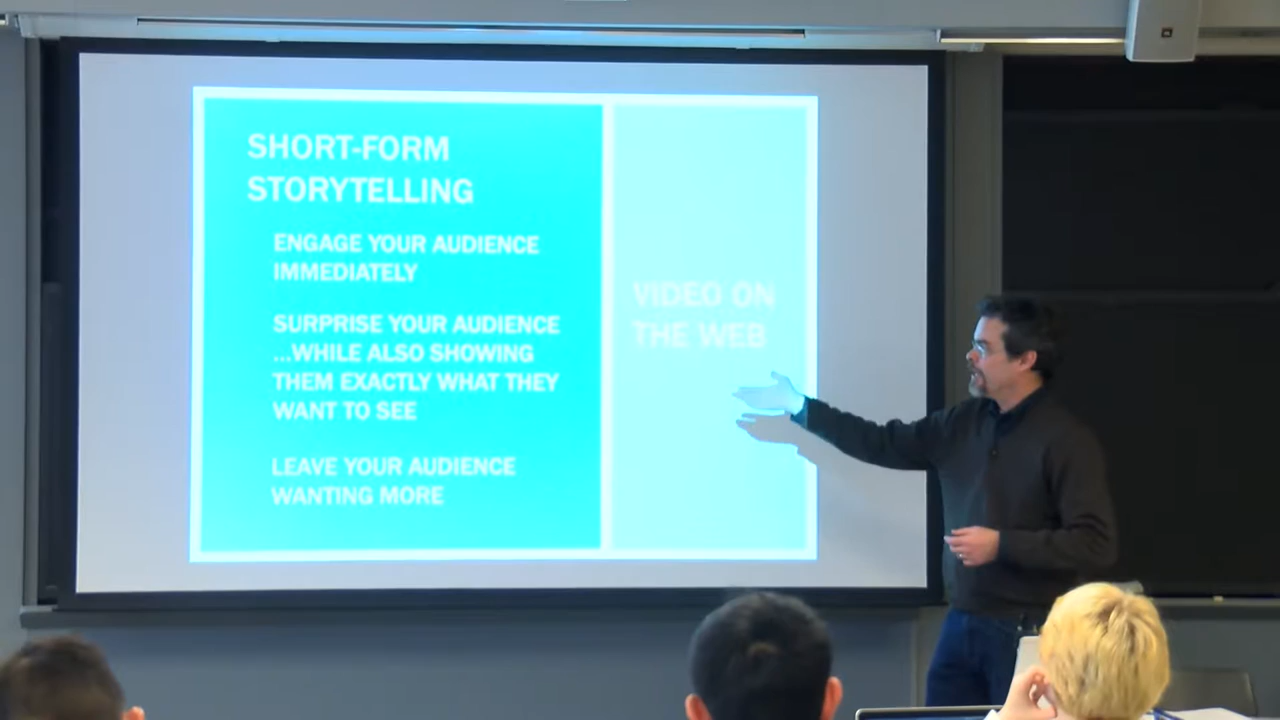 SHORT-FORM
STORYTELLING
ENGAGE YOUR AUDIENCE
IMMEDIATELY
SURPRISE YOUR AUDIENCE
...WHILE ALSO SHOWING
THEM EXACTLY WHAT THEY
WANT TO SEE
LEAVE YOUR AUDIENCE
WANTING MORE
VIDEO ON
THE WEB